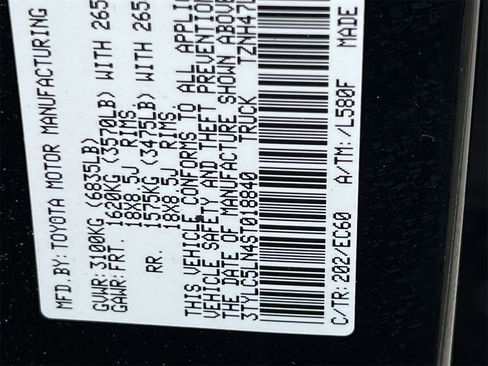 MFD.BY:TOYOTA MOTOR MANUFACTURING
GVWR:3100KG (6835LB)
GAWR:FRT. 1620KG (3570LB) WITH 265
18X8.5J RIMS
RR. 1575KG (3475LB) WITH 265
18X8.5J RIMS
THIS VEHICLE CONFORMS TO ALL APPLIC
VEHICLE SAFETY AND THEFT PREVENTION
THE DATE OF MANUFACTURE SHOWN ABOVE
3TYLC5LN4ST018840 TRUCK TZNH47L
C/TR:202/EC60 A/TM:/L580F MADE